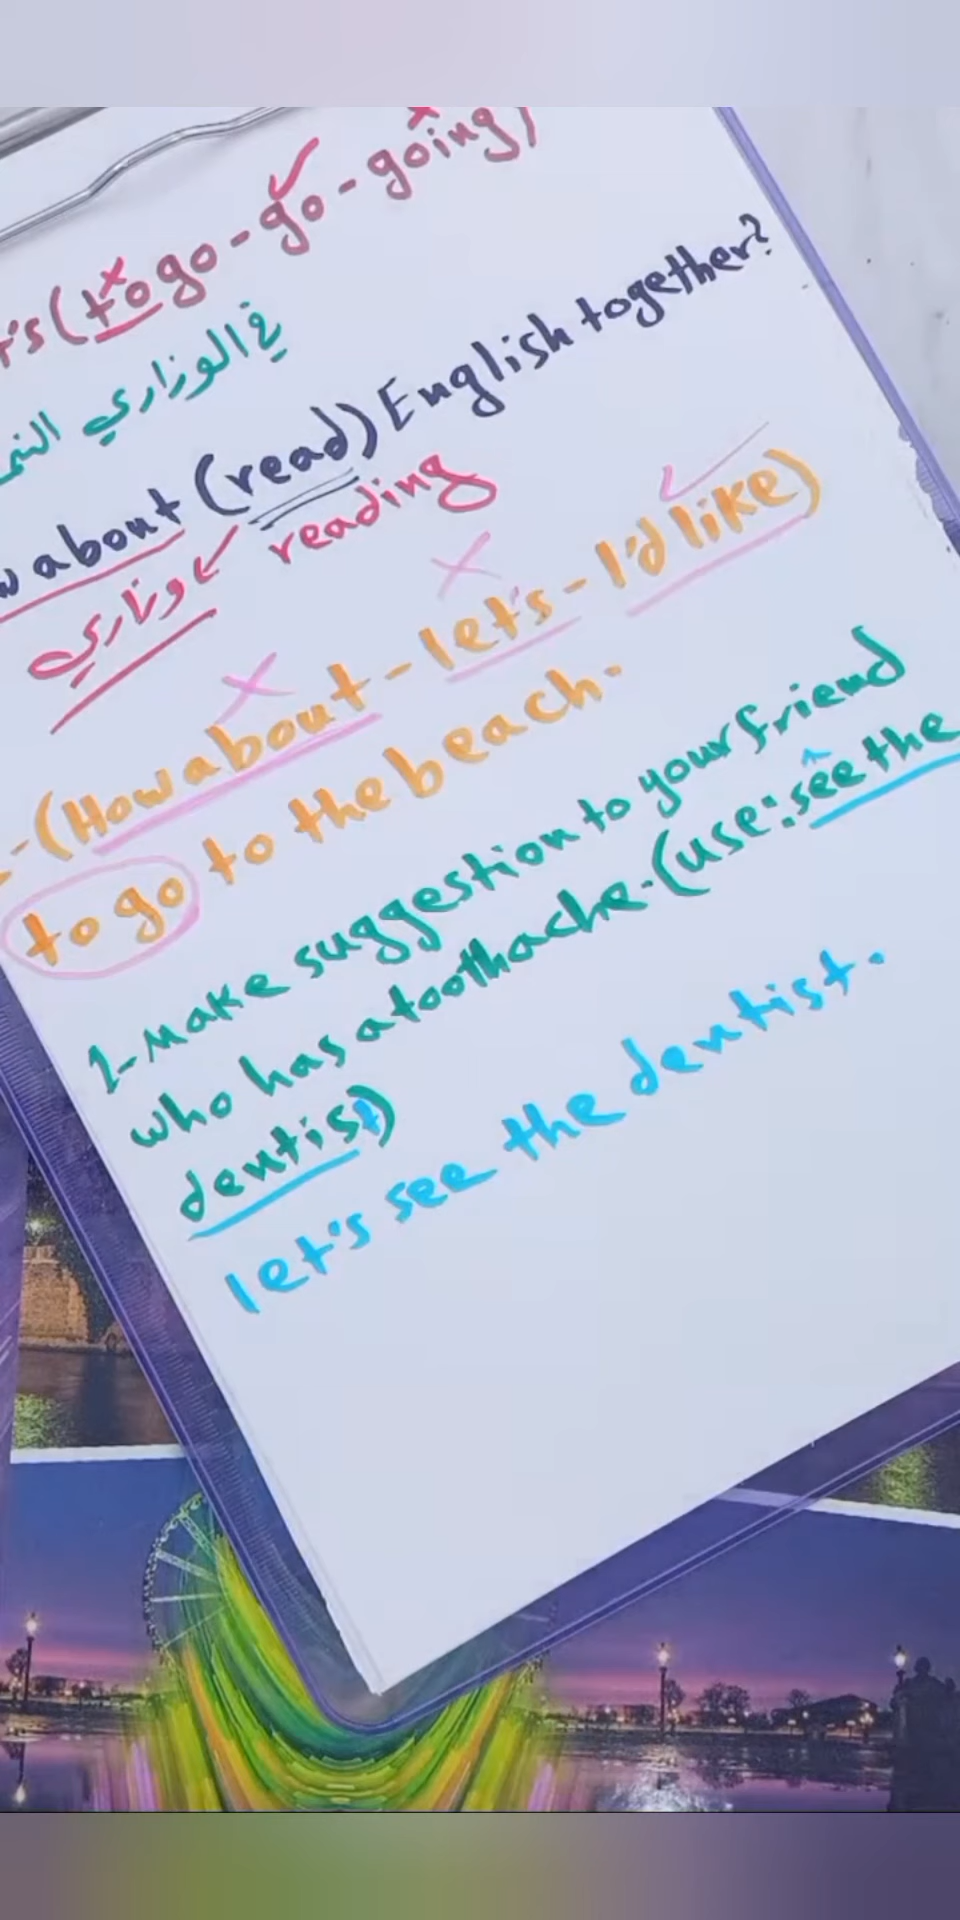 (to go - go - going)
في الوزاري
about (read) English together?
وزاري reading
(How about - let's - I'd like)
to go to the beach.
1- Make suggestion to your friend
who has a toothache. (use: see the
dentist)
let's see the dentist.